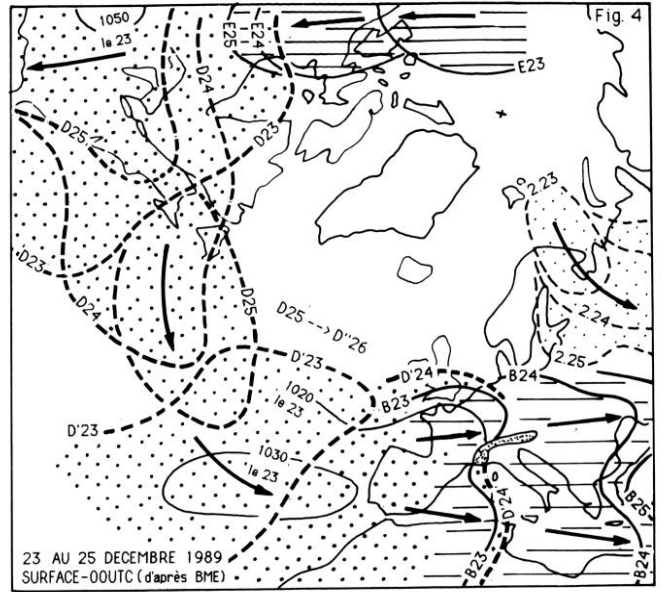 1050
le 23
E25
E24
E23
Fig. 4
D24
D23
D25
D23
D24
D25
D25 --> D"26
2.23
2.24
2.25
D'23
D'24
B24
1020
le 23
B23
D'23
1030
le 23
D'24
B25
B23
B24
23 AU 25 DECEMBRE 1989
SURFACE-00UTC (d'après BME)